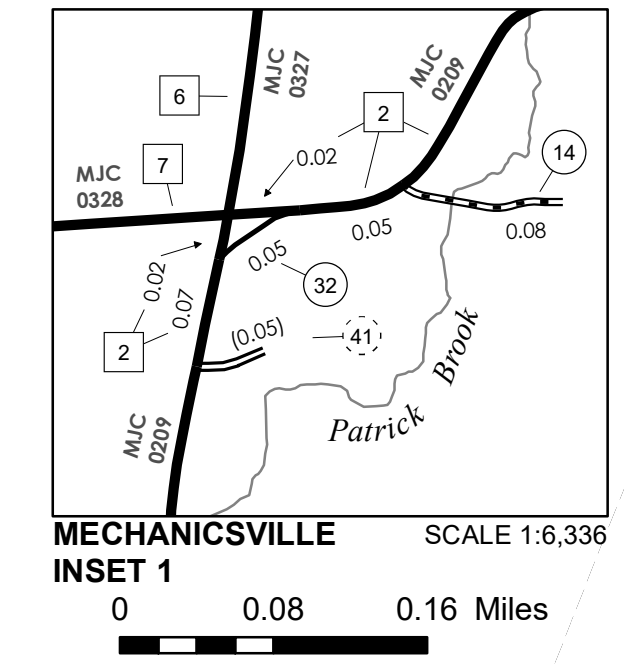 6
MJC
0327
MJC
0209
2
14
7
0.02
MJC
0328
0.05
0.08
0.05
32
0.02
0.07
2
(0.05)
41
MJC
0209
Patrick Brook
MECHANICSVILLE
INSET 1
SCALE 1:6,336
0 0.08 0.16 Miles